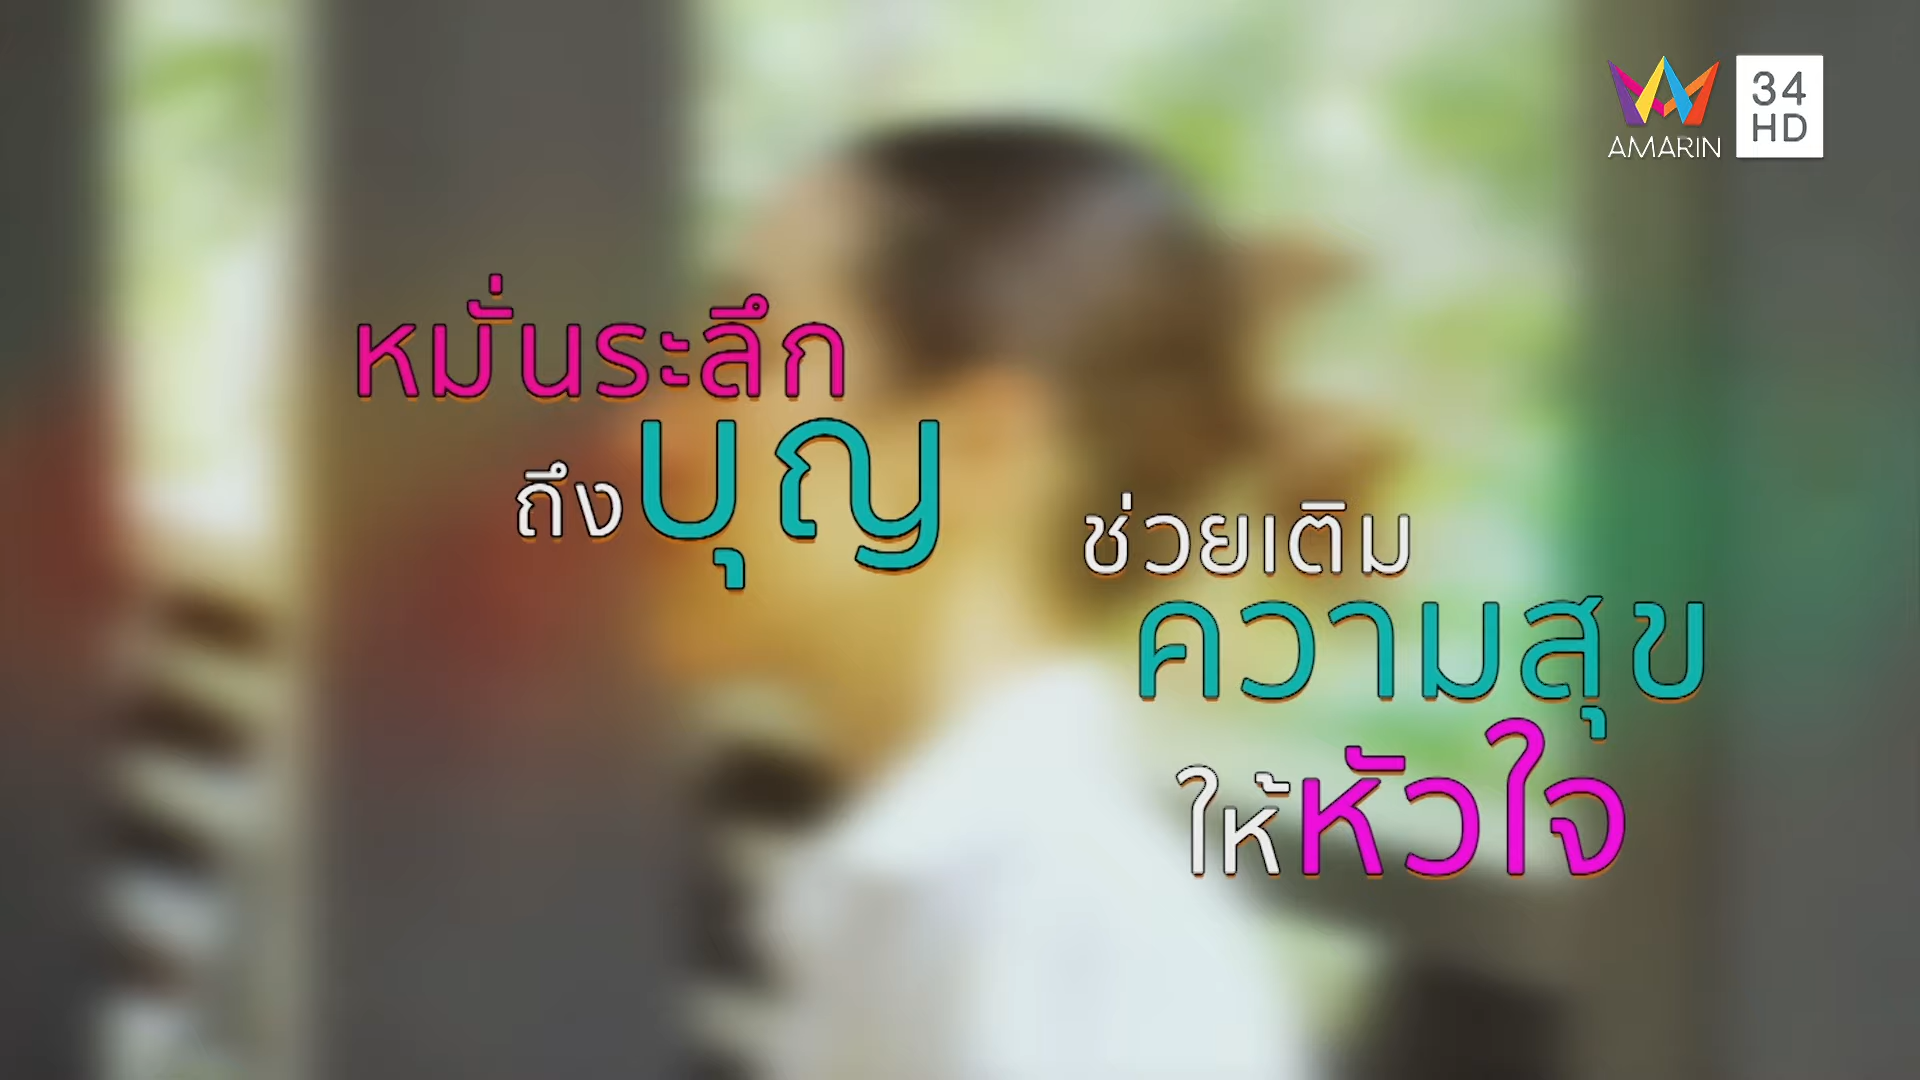 AMARIN
34
HD
หมั่นระลึก
ถึงบุญ
ช่วยเติม
ความสุข
ให้หัวใจ